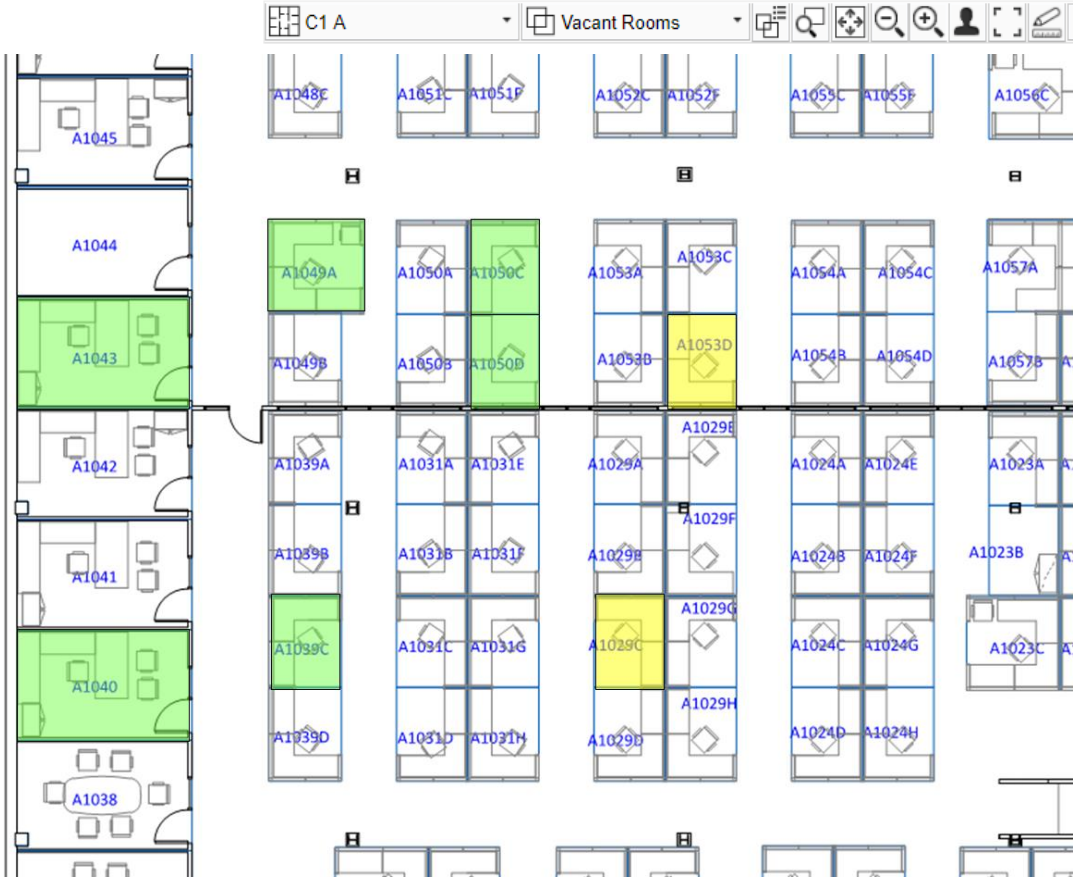 C1 A
Vacant Rooms
A1048C A1051C A1051F A1052C A1052F A1055C A1055F A1056C
A1045
A1044
A1049A A1050A A1050C A1053A A1053C A1054A A1054C A1057A
A1043
A1049B A1050B A1050D A1053B A1053D A1054B A1054D A1057B
A1042
A1039A A1031A A1031E A1029A A1029E A1024A A1024E A1023A
A1041
A1039B A1031B A1031F A1029B A1029F A1024B A1024F A1023B
A1040
A1039C A1031C A1031G A1029C A1029G A1024C A1024G A1023C
A1039D A1031D A1031H A1029D A1029H A1024D A1024H
A1038